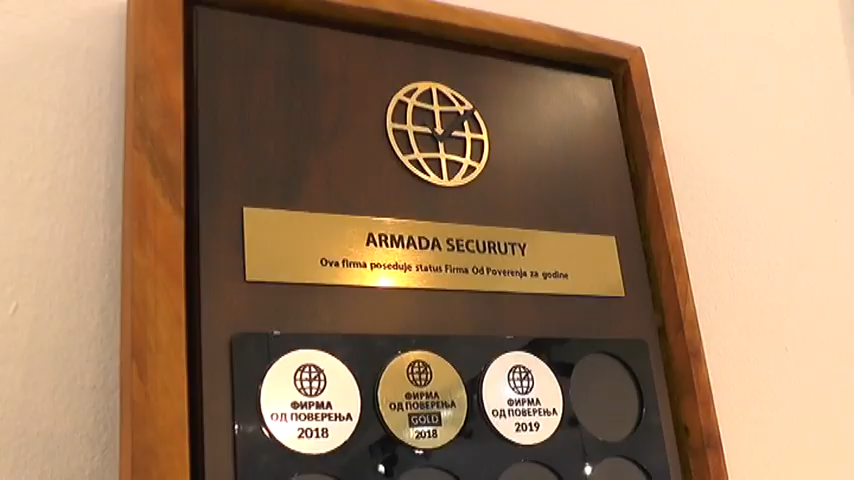 ARMADA SECURUTY
Ova firma poseduje status Firma Od Poverenja za godine
ФИРМА
ОД ПОВЕРЕЊА
2018
ФИРМА
ОД ПОВЕРЕЊА
GOLD
2018
ФИРМА
ОД ПОВЕРЕЊА
2019